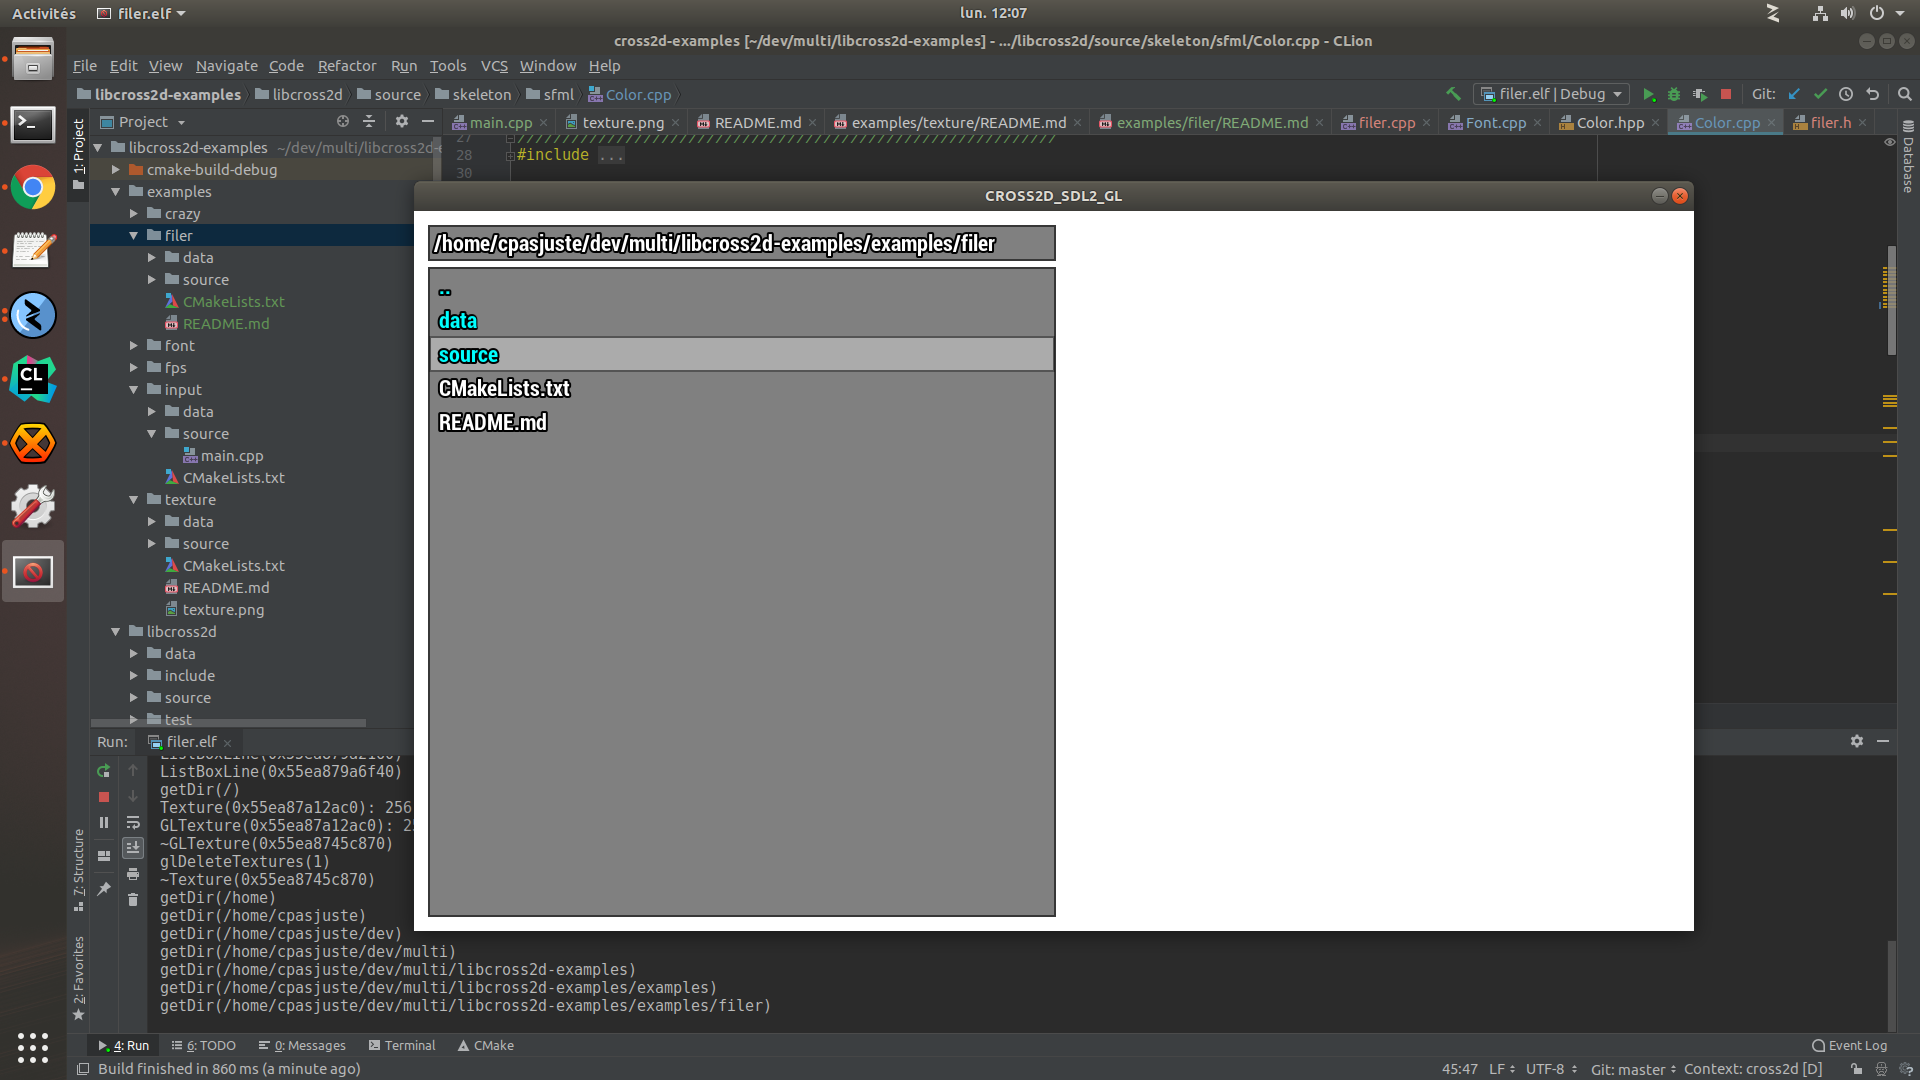 Activités filer.elf lun. 12:07
cross2d-examples [~/dev/multi/libcross2d-examples] - .../libcross2d/source/skeleton/sfml/Color.cpp - CLion
File Edit View Navigate Code Refactor Run Tools VCS Window Help
libcross2d-examples libcross2d source skeleton sfml Color.cpp filer.elf | Debug Git:
1: Project
Project
main.cpp texture.png README.md examples/texture/README.md examples/filer/README.md filer.cpp Font.cpp Color.hpp Color.cpp filer.h
Database
27 ////////////////////////////////////////////////////////////
28 #include ...
30
libcross2d-examples ~/dev/multi/libcross2d-e
cmake-build-debug
examples
crazy
filer
data
source
CMakeLists.txt
README.md
font
fps
input
data
source
main.cpp
CMakeLists.txt
texture
data
source
CMakeLists.txt
README.md
texture.png
libcross2d
data
include
source
test
CROSS2D_SDL2_GL
/home/cpasjuste/dev/multi/libcross2d-examples/examples/filer
..
data
source
CMakeLists.txt
README.md
Run: filer.elf
ListBoxLine(0x55ea879a6f40)
getDir(/)
Texture(0x55ea87a12ac0): 256
GLTexture(0x55ea87a12ac0): 25
~GLTexture(0x55ea8745c870)
glDeleteTextures(1)
~Texture(0x55ea8745c870)
getDir(/home)
getDir(/home/cpasjuste)
getDir(/home/cpasjuste/dev)
getDir(/home/cpasjuste/dev/multi)
getDir(/home/cpasjuste/dev/multi/libcross2d-examples)
getDir(/home/cpasjuste/dev/multi/libcross2d-examples/examples)
getDir(/home/cpasjuste/dev/multi/libcross2d-examples/examples/filer)
7: Structure
2: Favorites
4: Run 6: TODO 0: Messages Terminal CMake Event Log
Build finished in 860 ms (a minute ago) 45:47 LF UTF-8 Git: master Context: cross2d [D]